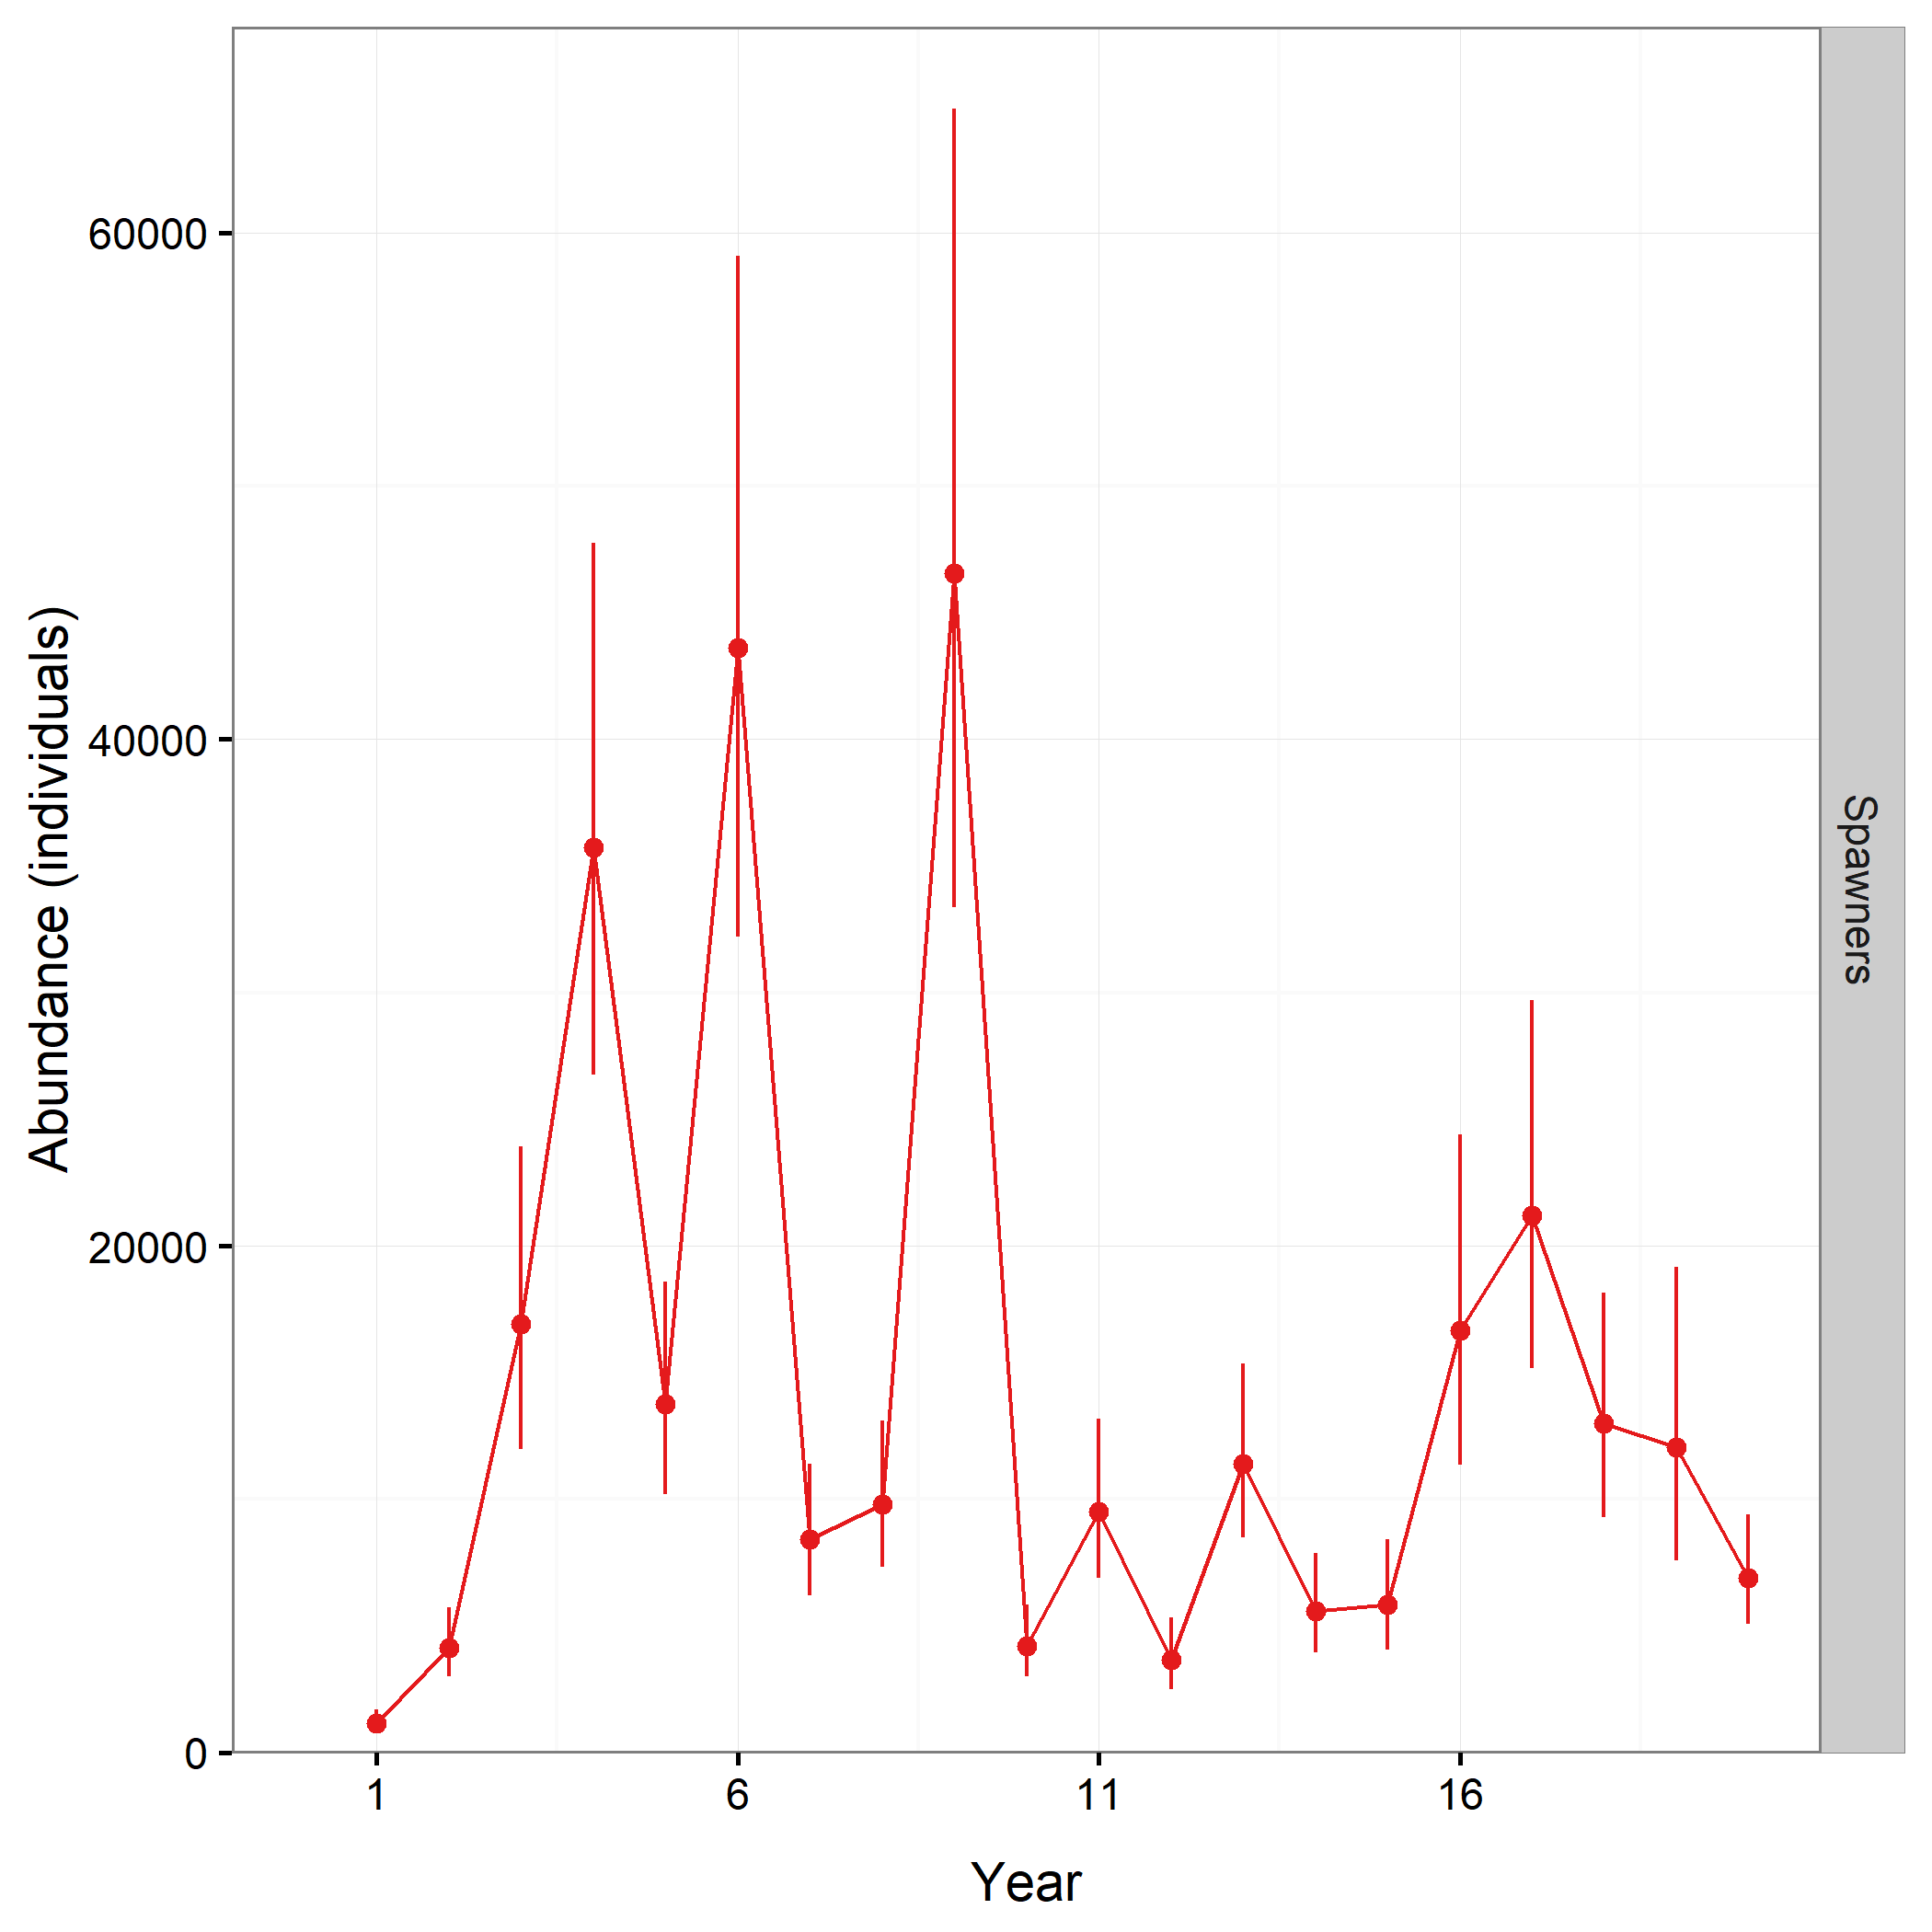 Abundance (individuals)
60000
40000
20000
0
1 6 11 16
Year
Spawners